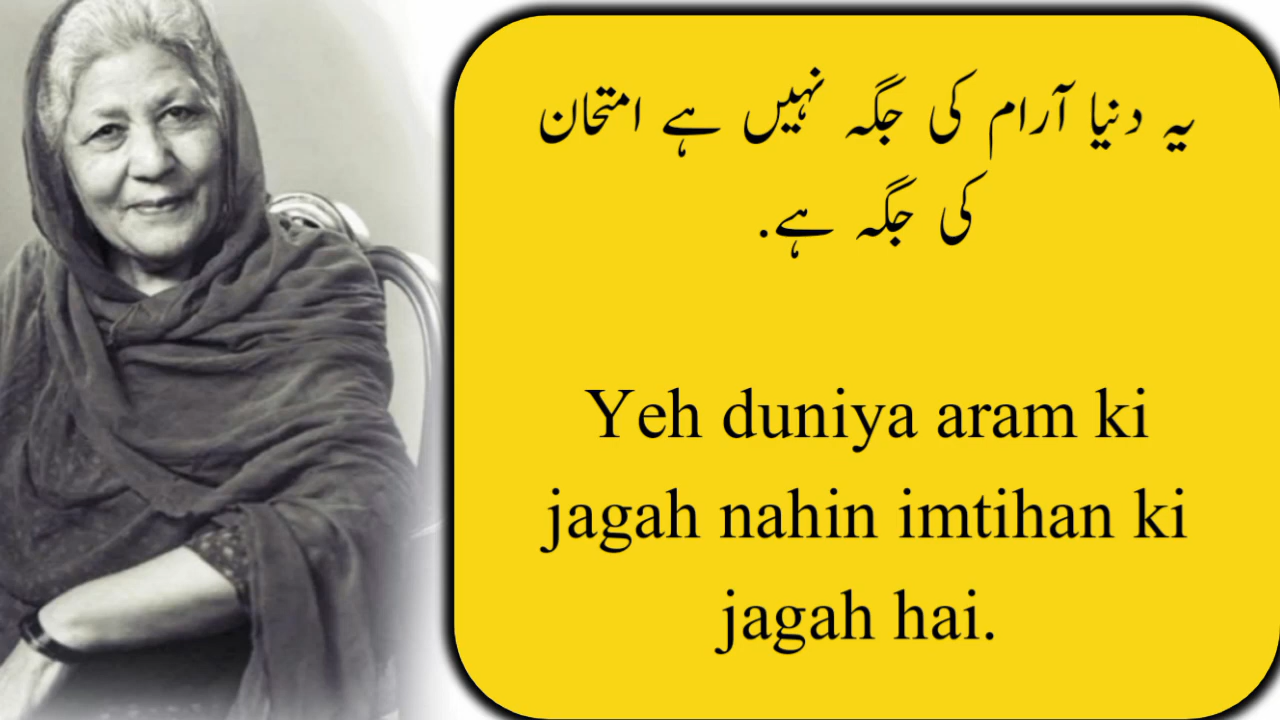 یہ دنیا آرام کی جگہ نہیں ہے امتحان
کی جگہ ہے.
Yeh duniya aram ki
jagah nahin imtihan ki
jagah hai.